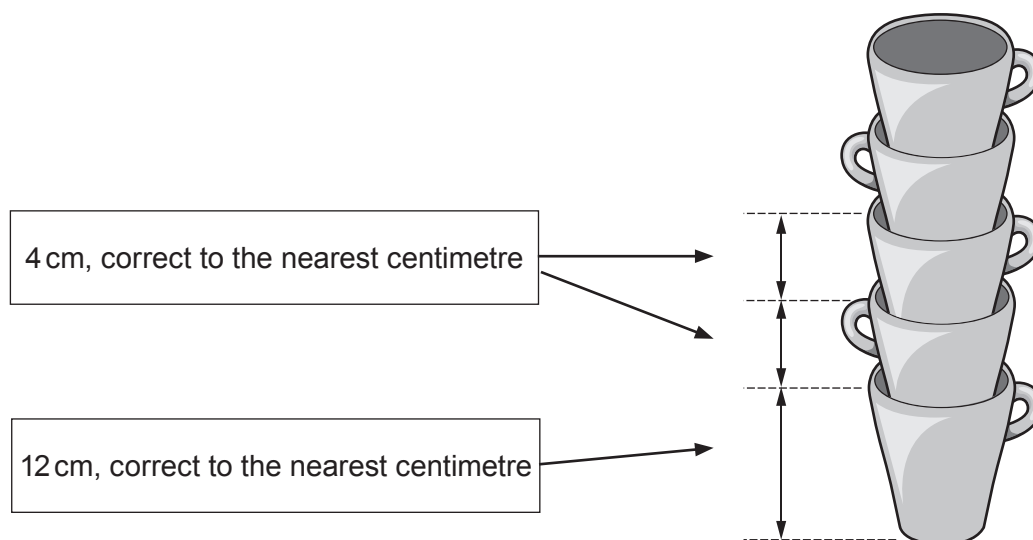 4 cm, correct to the nearest centimetre
12 cm, correct to the nearest centimetre